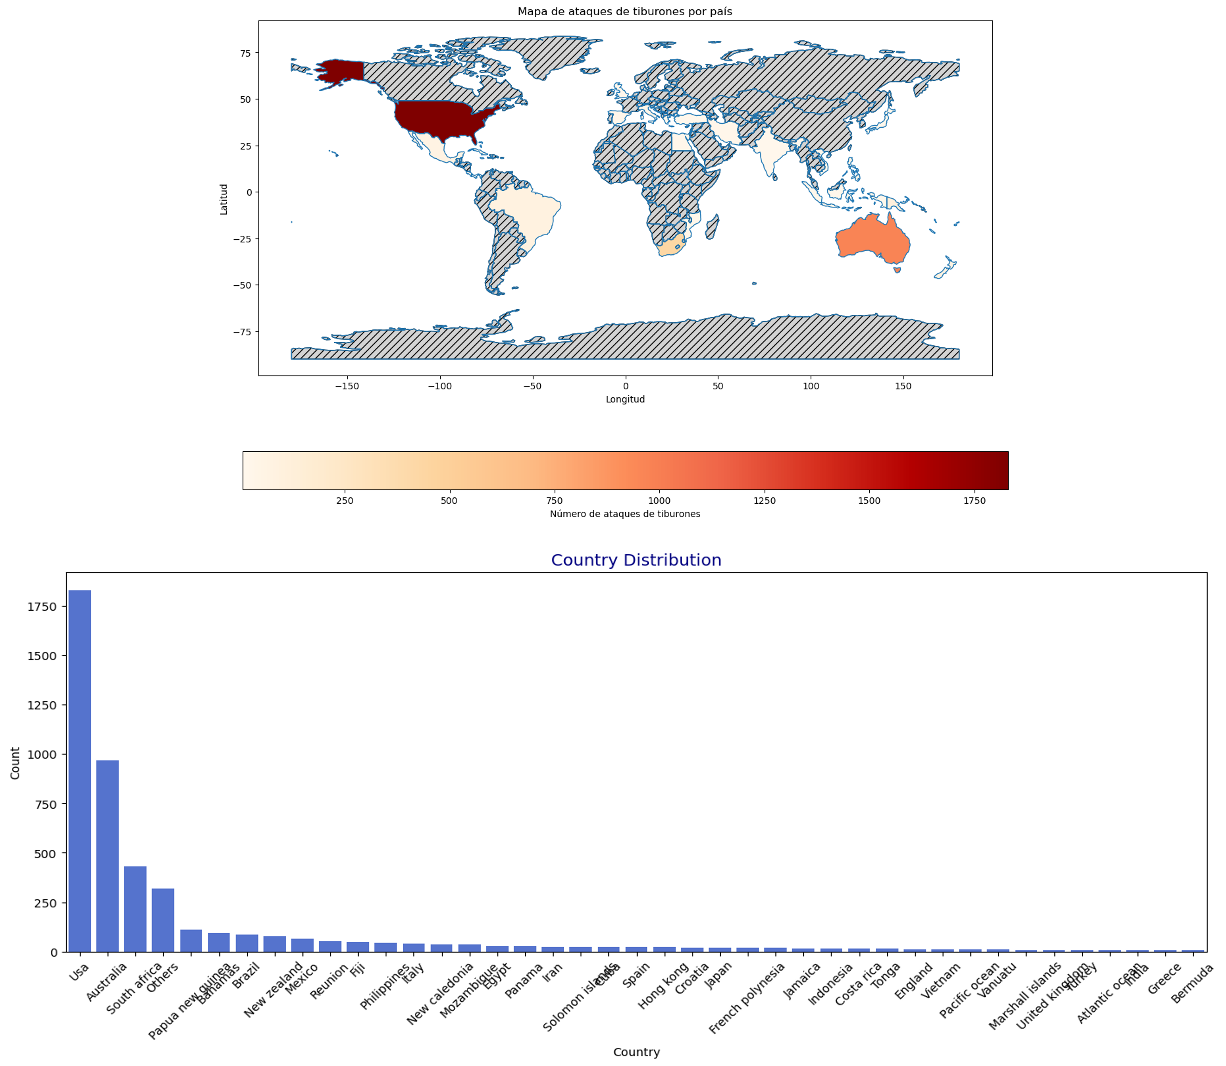 Mapa de ataques de tiburones por país
75
50
25
0
−25
−50
−75
Latitud
−150 −100 −50 0 50 100 150
Longitud
250 500 750 1000 1250 1500 1750
Número de ataques de tiburones
Country Distribution
1750
1500
1250
1000
750
500
250
0
Count
Usa
Australia
South africa
Others
Papua new guinea
Bahamas
Brazil
New zealand
Mexico
Reunion
Fiji
Philippines
Italy
New caledonia
Mozambique
Egypt
Panama
Iran
Solomon islands
Cuba
Spain
Hong kong
Croatia
Japan
French polynesia
Jamaica
Indonesia
Costa rica
Tonga
England
Vietnam
Pacific ocean
Vanuatu
Marshall islands
United kingdom
Turkey
Atlantic ocean
India
Greece
Bermuda
Country